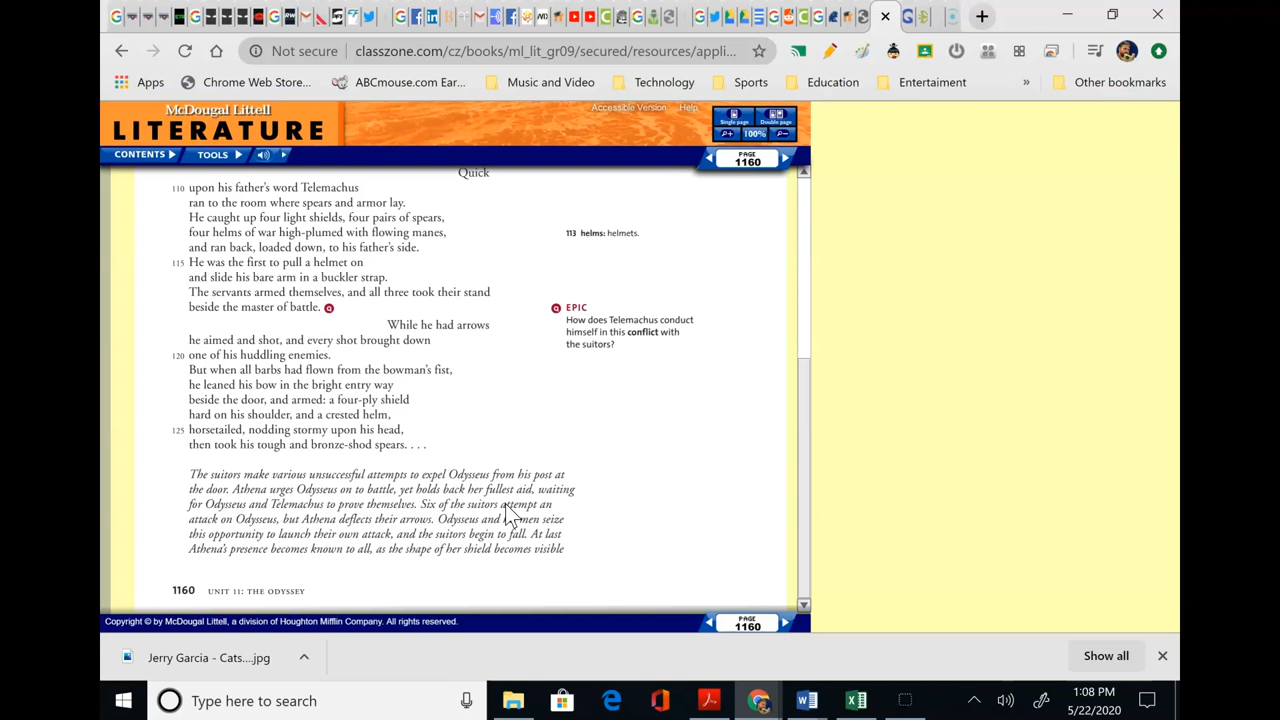 Not secure classzone.com/cz/books/ml_lit_gr09/secured/resources/appli...
Apps Chrome Web Store... ABCmouse.com Ear... Music and Video Technology Sports Education Entertaiment » Other bookmarks
McDougal Littell
LITERATURE
Accessible Version Help
Single page Double page
100%
CONTENTS TOOLS
PAGE
1160
Quick
110 upon his father's word Telemachus
ran to the room where spears and armor lay.
He caught up four light shields, four pairs of spears,
four helms of war high-plumed with flowing manes,
113 helms: helmets.
and ran back, loaded down, to his father's side.
115 He was the first to pull a helmet on
and slide his bare arm in a buckler strap.
The servants armed themselves, and all three took their stand
beside the master of battle. Q
Q EPIC
How does Telemachus conduct
himself in this conflict with
the suitors?
While he had arrows
he aimed and shot, and every shot brought down
120 one of his huddling enemies.
But when all barbs had flown from the bowman's fist,
he leaned his bow in the bright entry way
beside the door, and armed: a four-ply shield
hard on his shoulder, and a crested helm,
125 horsetailed, nodding stormy upon his head,
then took his tough and bronze-shod spears. . . .
The suitors make various unsuccessful attempts to expel Odysseus from his post at
the door. Athena urges Odysseus on to battle, yet holds back her fullest aid, waiting
for Odysseus and Telemachus to prove themselves. Six of the suitors attempt an
attack on Odysseus, but Athena deflects their arrows. Odysseus and men seize
this opportunity to launch their own attack, and the suitors begin to fall. At last
Athena's presence becomes known to all, as the shape of her shield becomes visible
1160 UNIT 11: THE ODYSSEY
Copyright © by McDougal Littell, a division of Houghton Mifflin Company. All rights reserved.
PAGE
1160
Jerry Garcia - Cats....jpg
Show all
Type here to search
1:08 PM
5/22/2020